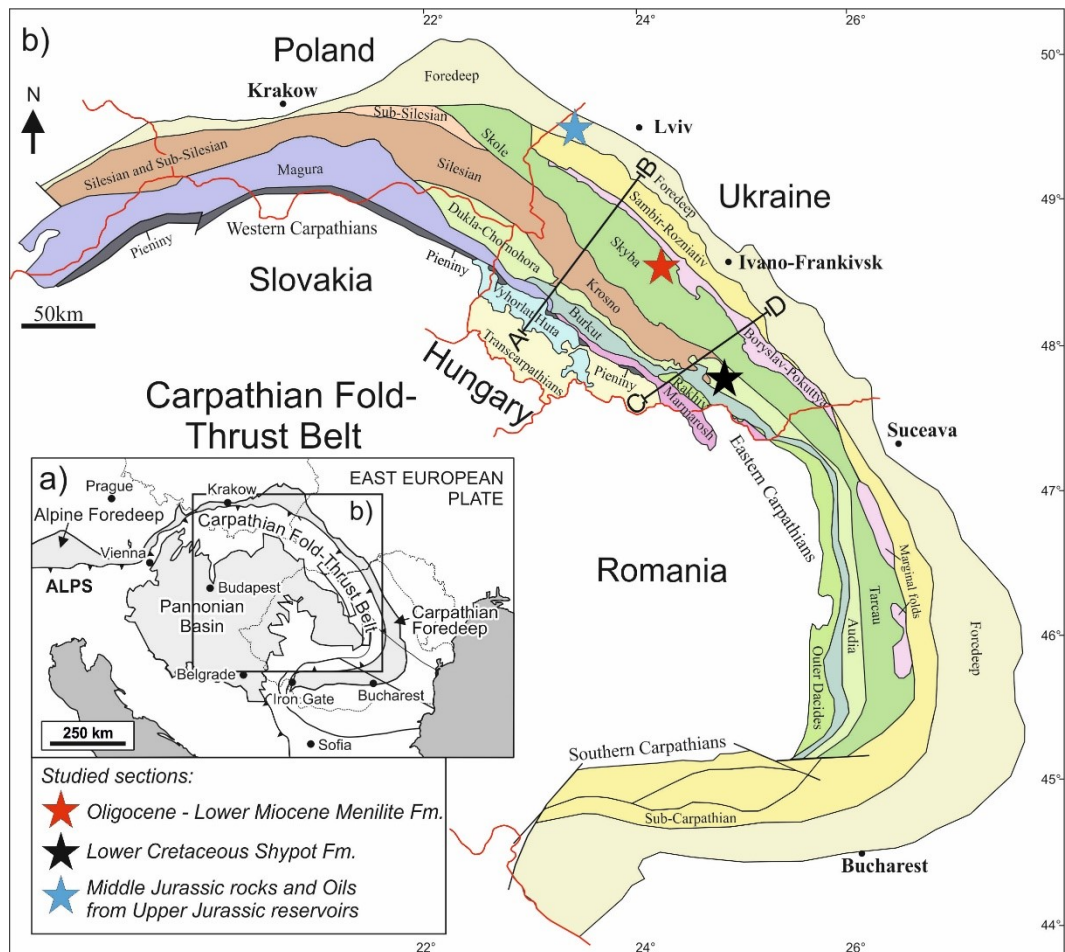 22°
24°
26°
b)
Poland
50°
Foredeep
N
Krakow
Sub-Silesian
Lviv
Skole
Silesian and Sub-Silesian
Silesian
Magura
B
Foredeep
Ukraine
49°
Sambir-Rozniativ
Dukla-Chornohora
Skyba
Western Carpathians
Pieniny
Pieniny
Ivano-Frankivsk
Slovakia
Vyhorlat Huta
Krosno
Burkut
D
50km
A
Boryslav-Pokuttya
48°
Transcarpathians
Hungary
Pieniny
Rakhiv
C
Marmarosh
Carpathian Fold-
Thrust Belt
Suceava
Eastern Carpathians
47°
a)
EAST EUROPEAN
PLATE
Prague
Krakow
b)
Alpine Foredeep
Carpathian Fold-Thrust Belt
Vienna
ALPS
Budapest
Pannonian
Basin
Carpathian
Foredeep
Belgrade
Iron Gate
Bucharest
250 km
Sofia
Romania
Marginal folds
Tarcau
Audia
Outer Dacides
Foredeep
46°
Southern Carpathians
45°
Sub-Carpathian
Bucharest
44°
Studied sections:
Oligocene - Lower Miocene Menilite Fm.
Lower Cretaceous Shypot Fm.
Middle Jurassic rocks and Oils
from Upper Jurassic reservoirs
22°
24°
26°